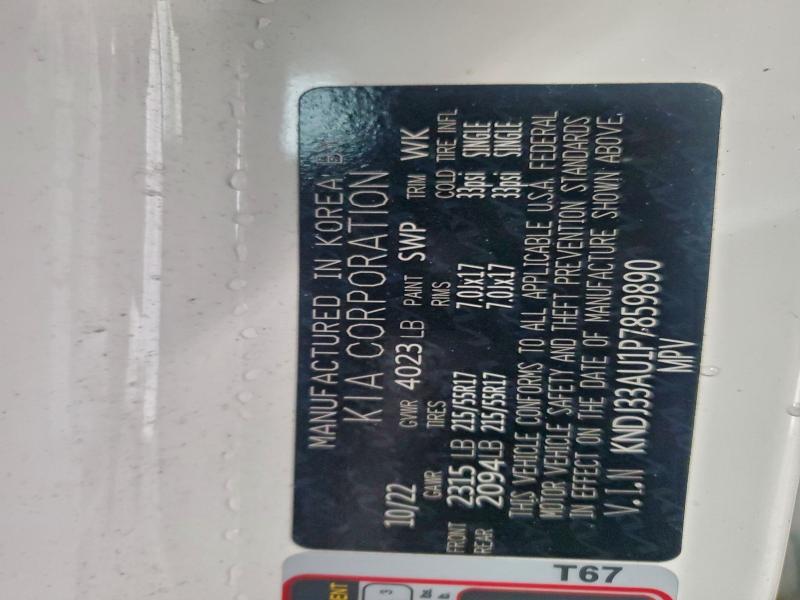 MANUFACTURED IN KOREA BY
KIA CORPORATION
10/22 GVWR 4023 LB PAINT SWP TRIM WK
GAWR TIRES RIMS COLD TIRE INFL
FRONT 2315 LB 215/55R17 7.0Jx17 33psi SINGLE
REAR 2094 LB 215/55R17 7.0Jx17 33psi SINGLE
THIS VEHICLE CONFORMS TO ALL APPLICABLE U.S.A. FEDERAL
MOTOR VEHICLE SAFETY AND THEFT PREVENTION STANDARDS
IN EFFECT ON THE DATE OF MANUFACTURE SHOWN ABOVE.
V.I.N KNDJ33AU1P7859890
MPV
T67
3